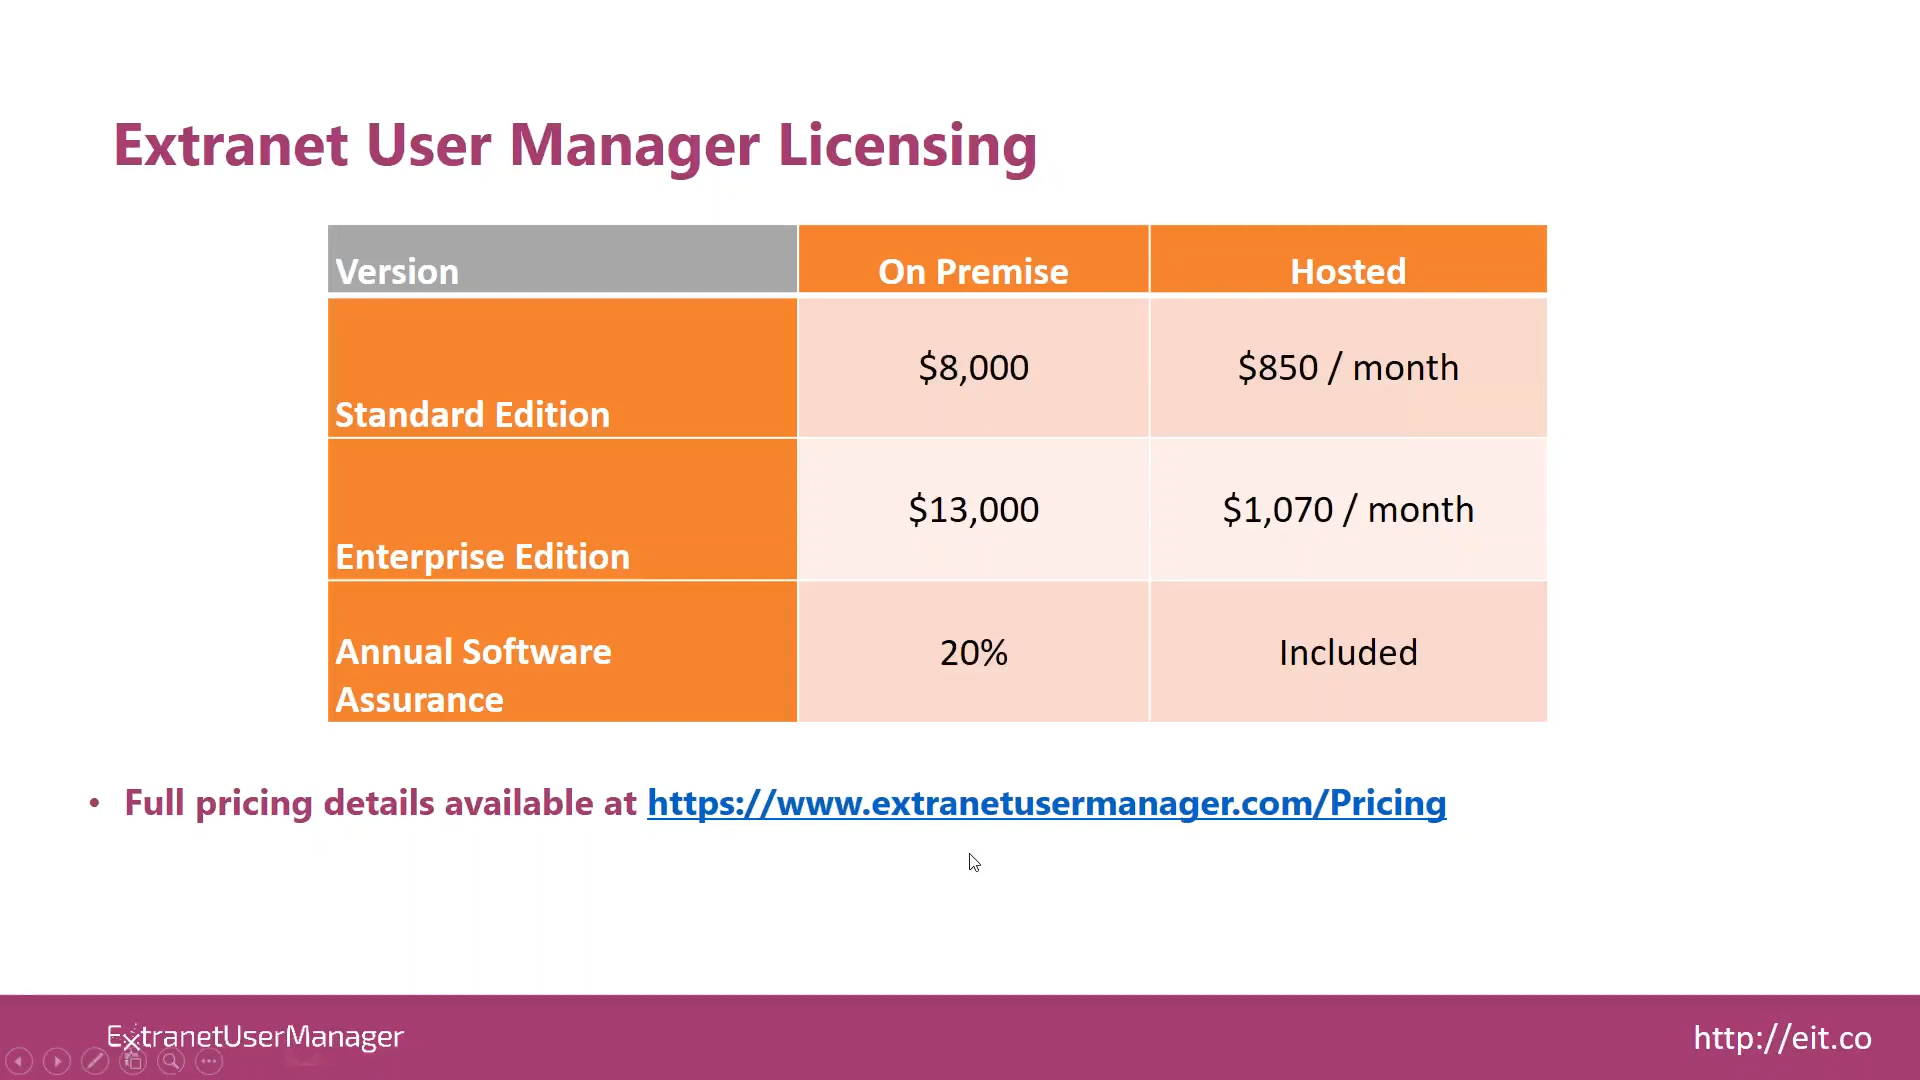 Extranet User Manager Licensing
Version On Premise Hosted
Standard Edition $8,000 $850 / month
Enterprise Edition $13,000 $1,070 / month
Annual Software
Assurance 20% Included
• Full pricing details available at https://www.extranetusermanager.com/Pricing
ExtranetUserManager
http://eit.co